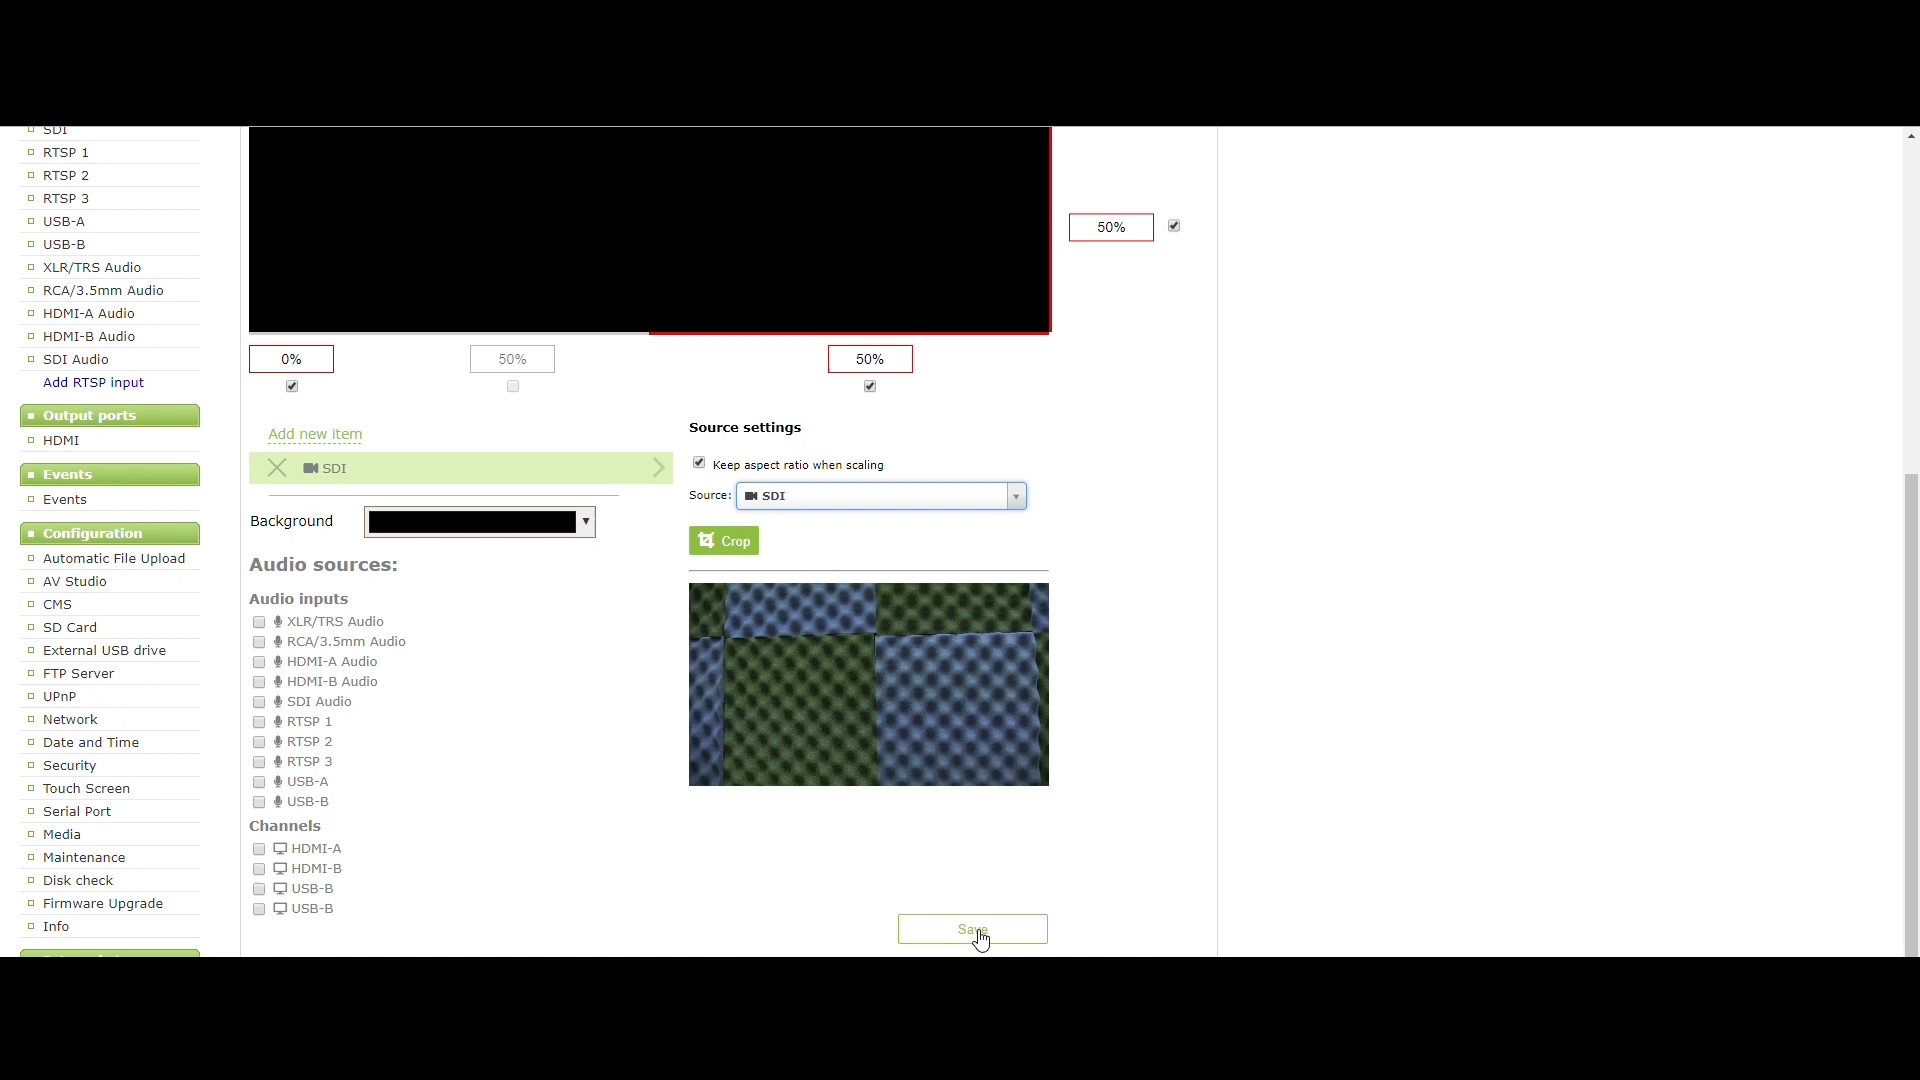 SDI
RTSP 1
RTSP 2
RTSP 3
USB-A
USB-B
XLR/TRS Audio
RCA/3.5mm Audio
HDMI-A Audio
HDMI-B Audio
SDI Audio
Add RTSP input
Output ports
HDMI
Events
Events
Configuration
Automatic File Upload
AV Studio
CMS
SD Card
External USB drive
FTP Server
UPnP
Network
Date and Time
Security
Touch Screen
Serial Port
Media
Maintenance
Disk check
Firmware Upgrade
Info
50%
0%
50%
50%
Add new item
SDI
Background
Audio sources:
Audio inputs
XLR/TRS Audio
RCA/3.5mm Audio
HDMI-A Audio
HDMI-B Audio
SDI Audio
RTSP 1
RTSP 2
RTSP 3
USB-A
USB-B
Channels
HDMI-A
HDMI-B
USB-B
USB-B
Source settings
Keep aspect ratio when scaling
Source: SDI
Crop
Save